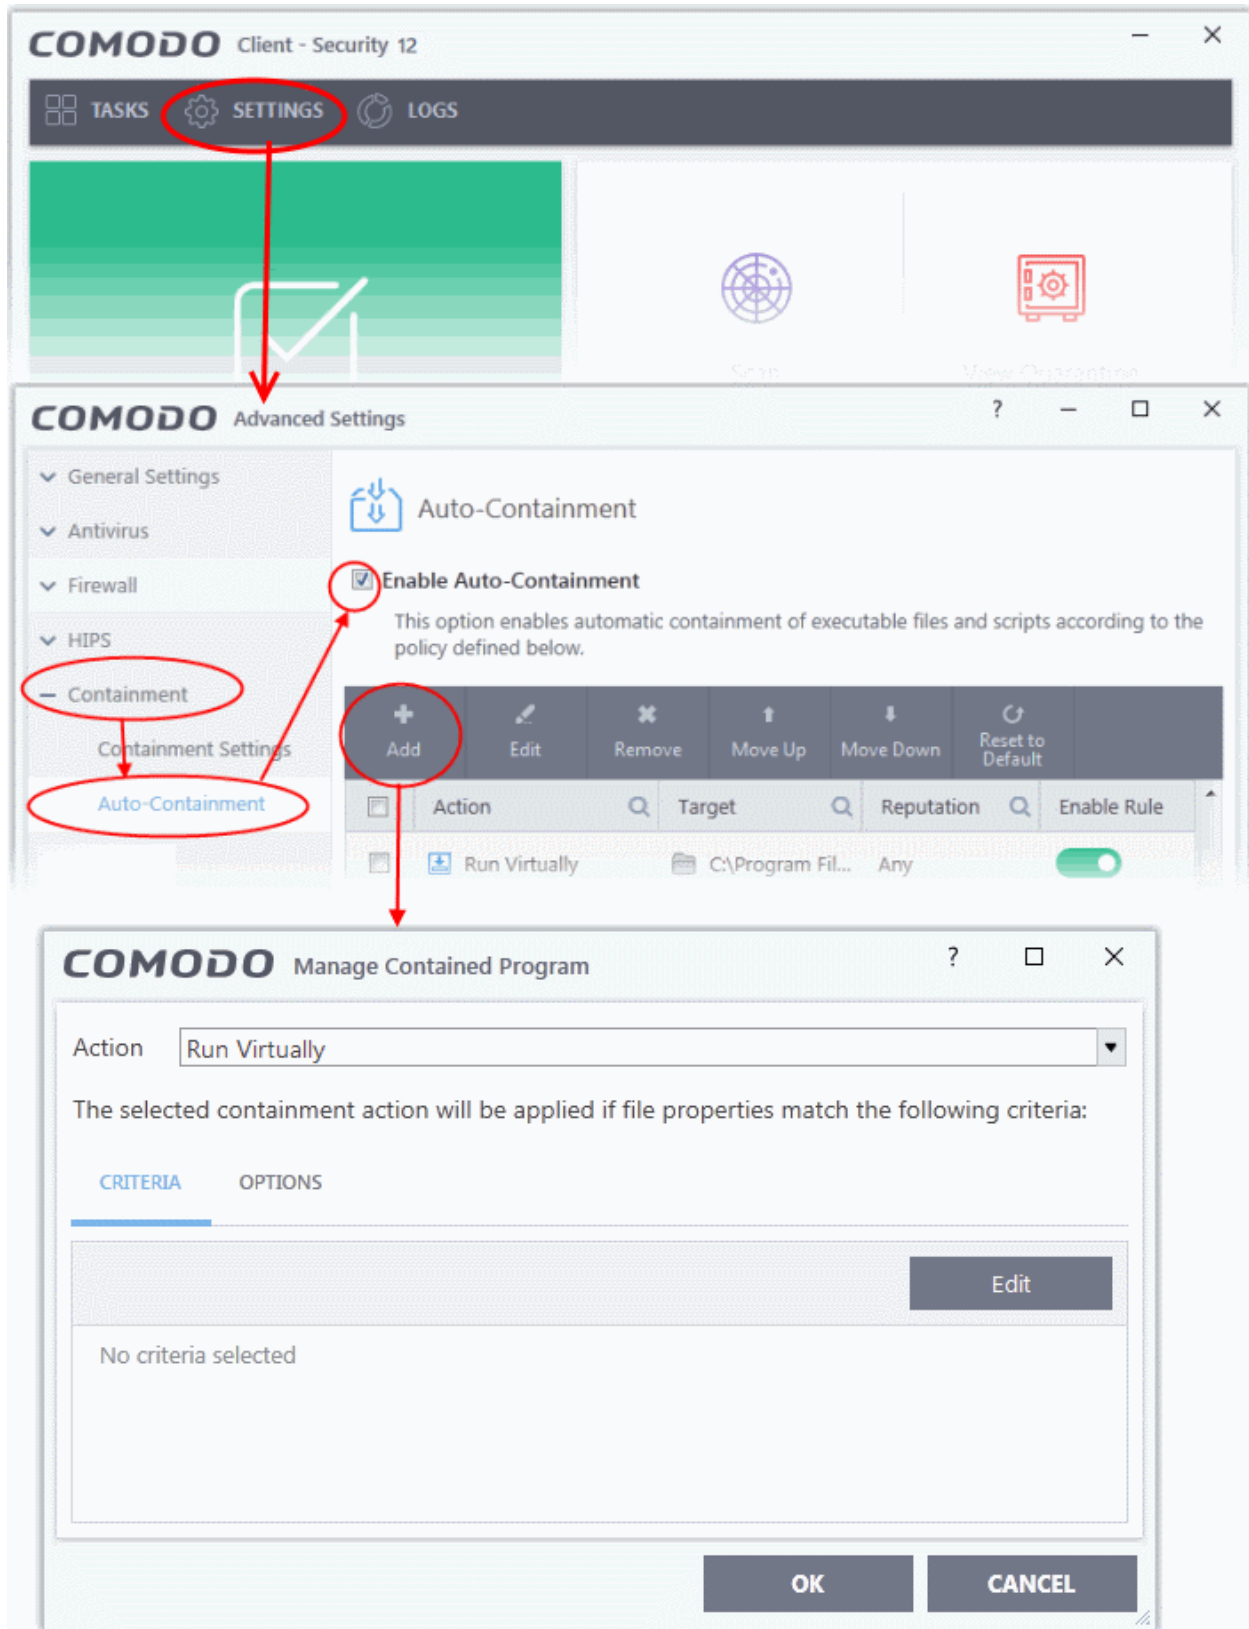 COMODO Client - Security 12
TASKS SETTINGS LOGS
Scan View Quarantine
COMODO Advanced Settings ?
General Settings
Auto-Containment
Antivirus
Firewall
Enable Auto-Containment
This option enables automatic containment of executable files and scripts according to the
policy defined below.
HIPS
Containment
Containment Settings
Auto-Containment
Add Edit Remove Move Up Move Down Reset to
Default
Action Target Reputation Enable Rule
Run Virtually C:\Program Fil... Any
COMODO Manage Contained Program ?
Action Run Virtually
The selected containment action will be applied if file properties match the following criteria:
CRITERIA OPTIONS
Edit
No criteria selected
OK CANCEL